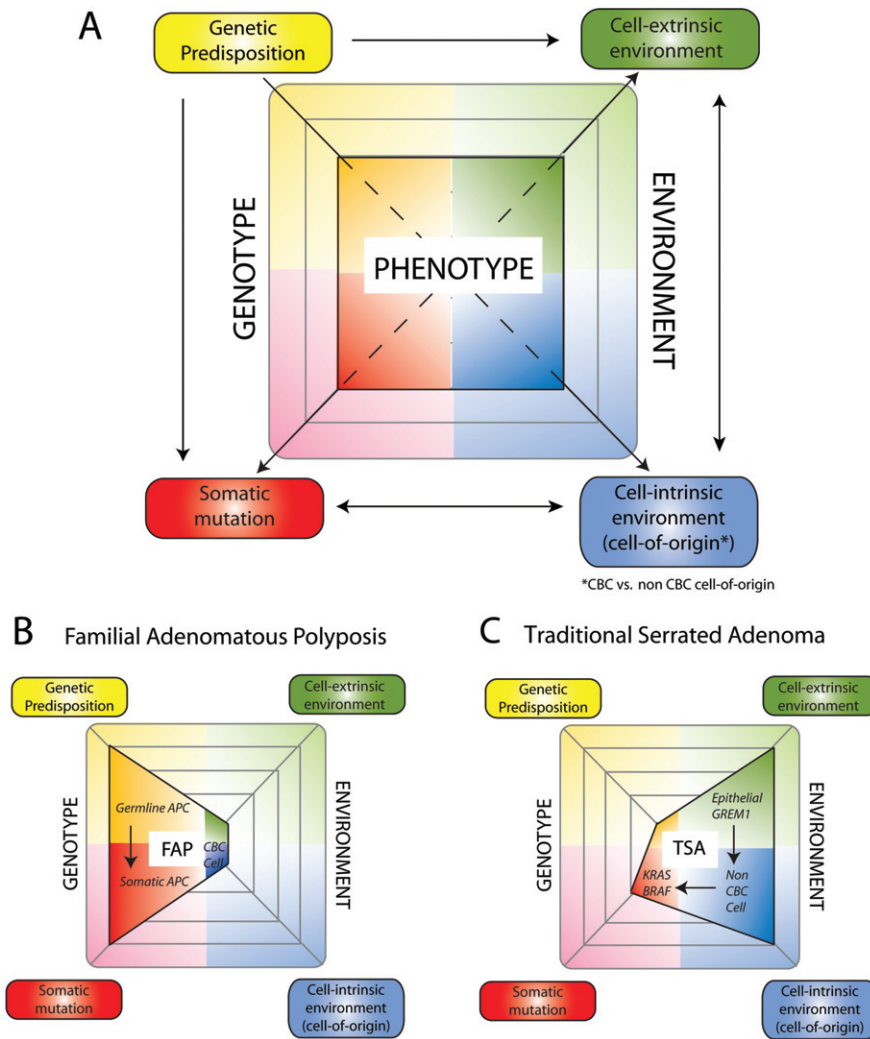 A
Genetic
Predisposition
Cell-extrinsic
environment
GENOTYPE
PHENOTYPE
ENVIRONMENT
Somatic
mutation
Cell-intrinsic
environment
(cell-of-origin*)
*CBC vs. non CBC cell-of-origin
B
Familial Adenomatous Polyposis
Genetic
Predisposition
Cell-extrinsic
environment
GENOTYPE
Germline APC
FAP
CBC
Cell
Somatic APC
ENVIRONMENT
Somatic
mutation
Cell-intrinsic
environment
(cell-of-origin)
C
Traditional Serrated Adenoma
Genetic
Predisposition
Cell-extrinsic
environment
GENOTYPE
Epithelial
GREM1
TSA
KRAS
BRAF
Non
CBC
Cell
ENVIRONMENT
Somatic
mutation
Cell-intrinsic
environment
(cell-of-origin)